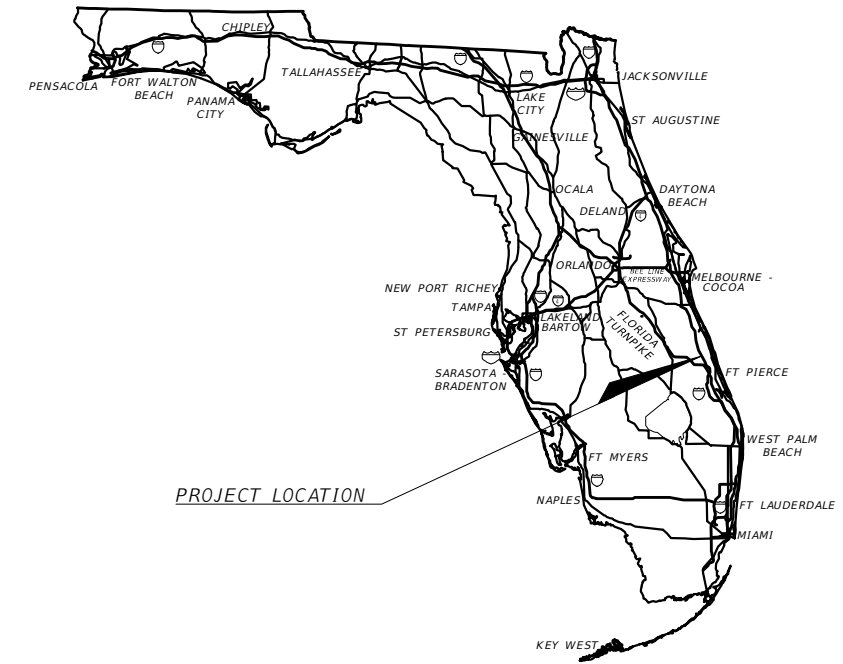 CHIPLEY
PENSACOLA
FORT WALTON
BEACH
PANAMA
CITY
TALLAHASSEE
JACKSONVILLE
LAKE
CITY
ST AUGUSTINE
GAINESVILLE
OCALA
DAYTONA
BEACH
DELAND
ORLANDO
BEE LINE
EXPRESSWAY
MELBOURNE -
COCOA
NEW PORT RICHEY
TAMPA
LAKELAND
BARTOW
ST PETERSBURG
FLORIDA
TURNPIKE
SARASOTA -
BRADENTON
FT PIERCE
WEST PALM
BEACH
FT MYERS
PROJECT LOCATION
NAPLES
FT LAUDERDALE
MIAMI
KEY WEST